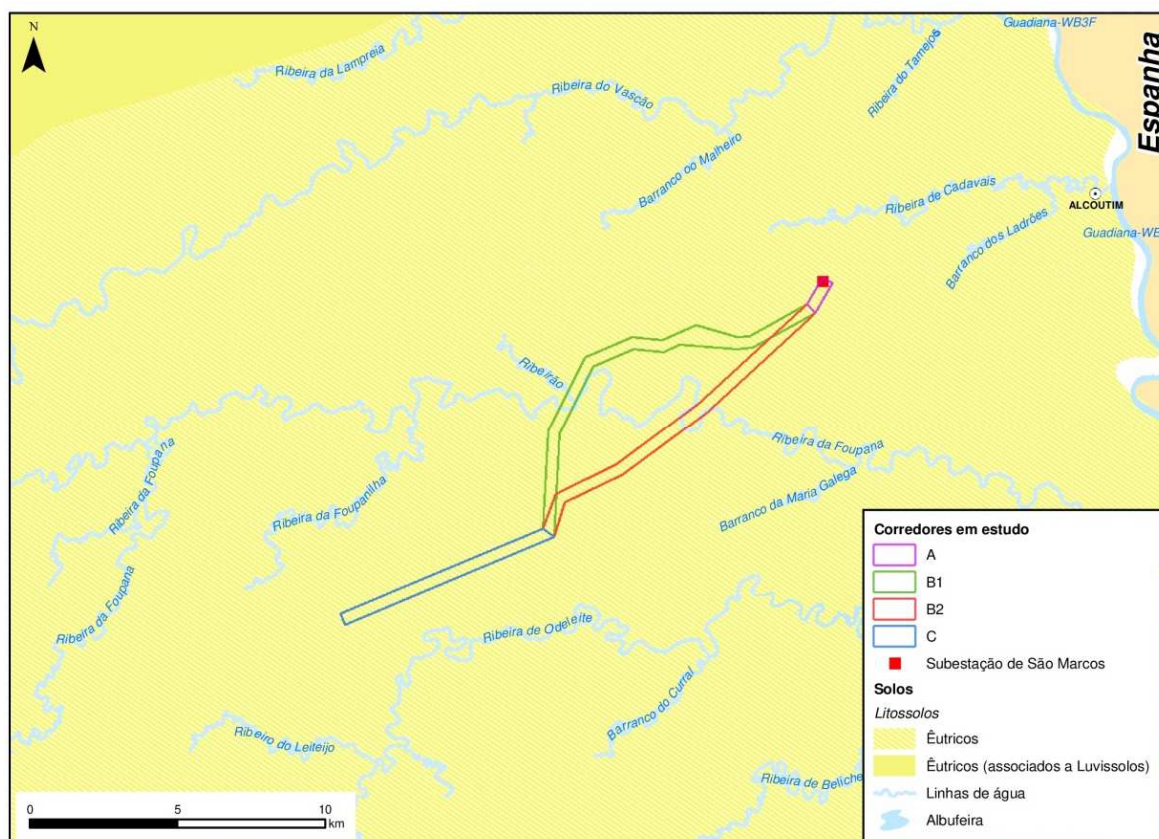 N
Guadiana-WB3F
Espanha
Ribeira da Lampreia
Ribeira do Tamejos
Ribeira do Vascão
Barranco oo Malheiro
Ribeira de Cadavais
ALCOUTIM
Barranco dos Ladrões
Guadiana-WB
Ribeirão
Ribeira da Foupana
Ribeira da Foupana
Ribeira da Foupanilha
Barranco da Maria Galega
Ribeira da Foupana
Ribeira de Odeleite
Barranco do Curral
Ribeiro do Leiteijo
Ribeira de Beliche
Corredores em estudo
A
B1
B2
C
Subestação de São Marcos
Solos
Litossolos
Êutricos
Êutricos (associados a Luvissolos)
Linhas de água
Albufeira
0 5 10
km